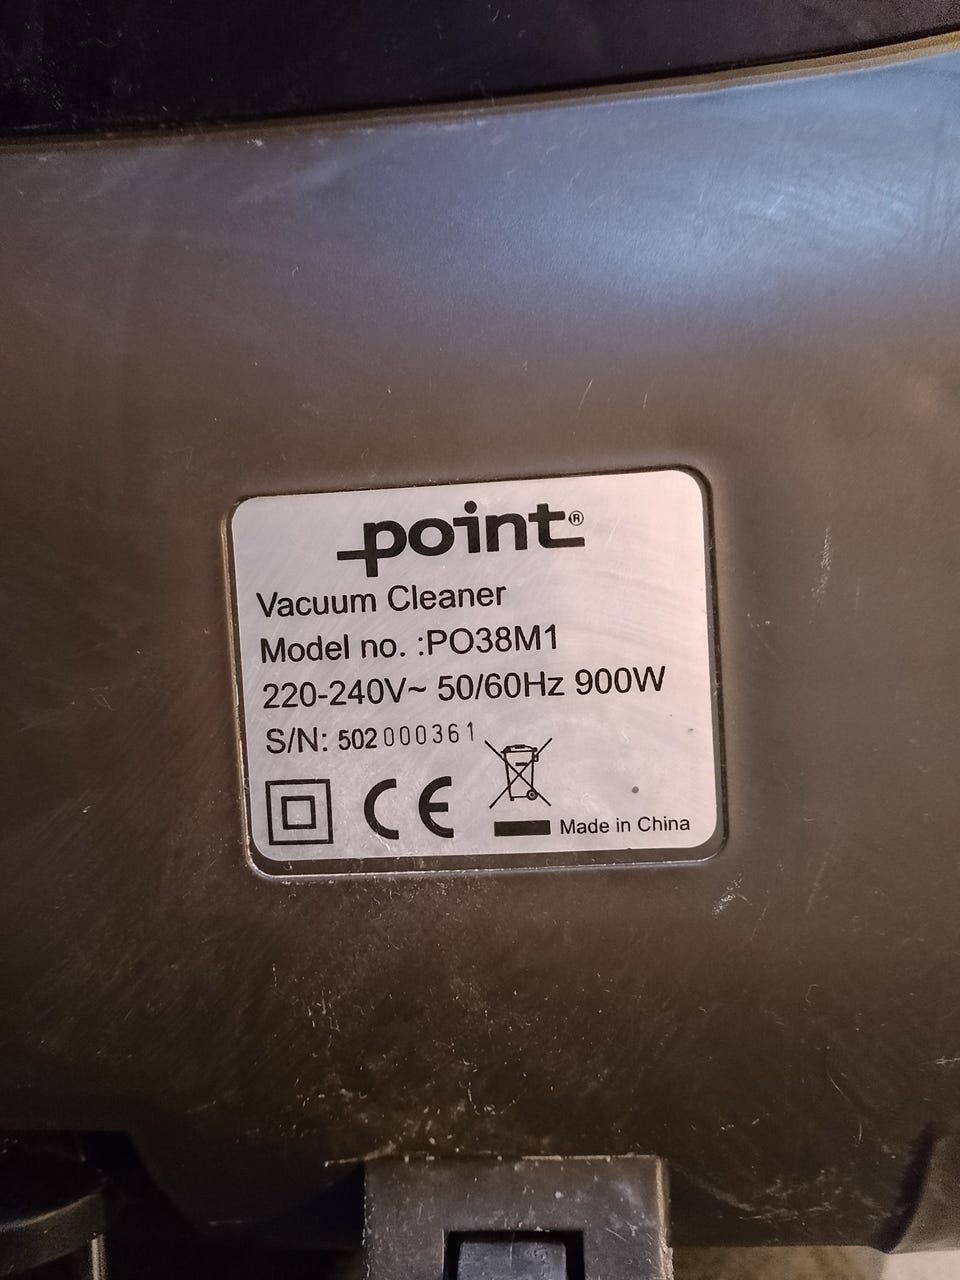 point®
Vacuum Cleaner
Model no. :PO38M1
220-240V~ 50/60Hz 900W
S/N: 502000361
CE
Made in China